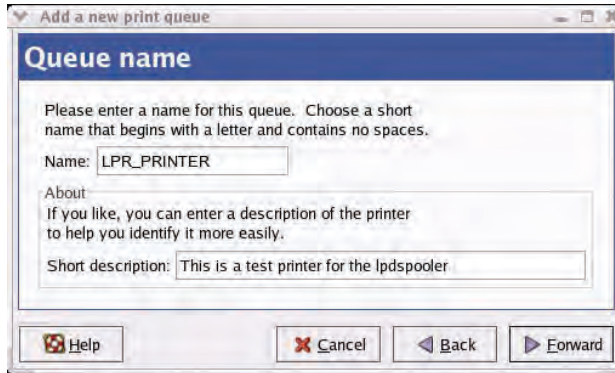 Add a new print queue
Queue name
Please enter a name for this queue. Choose a short
name that begins with a letter and contains no spaces.
Name: LPR_PRINTER
About
If you like, you can enter a description of the printer
to help you identify it more easily.
Short description: This is a test printer for the lpdspooler
Help Cancel Back Forward